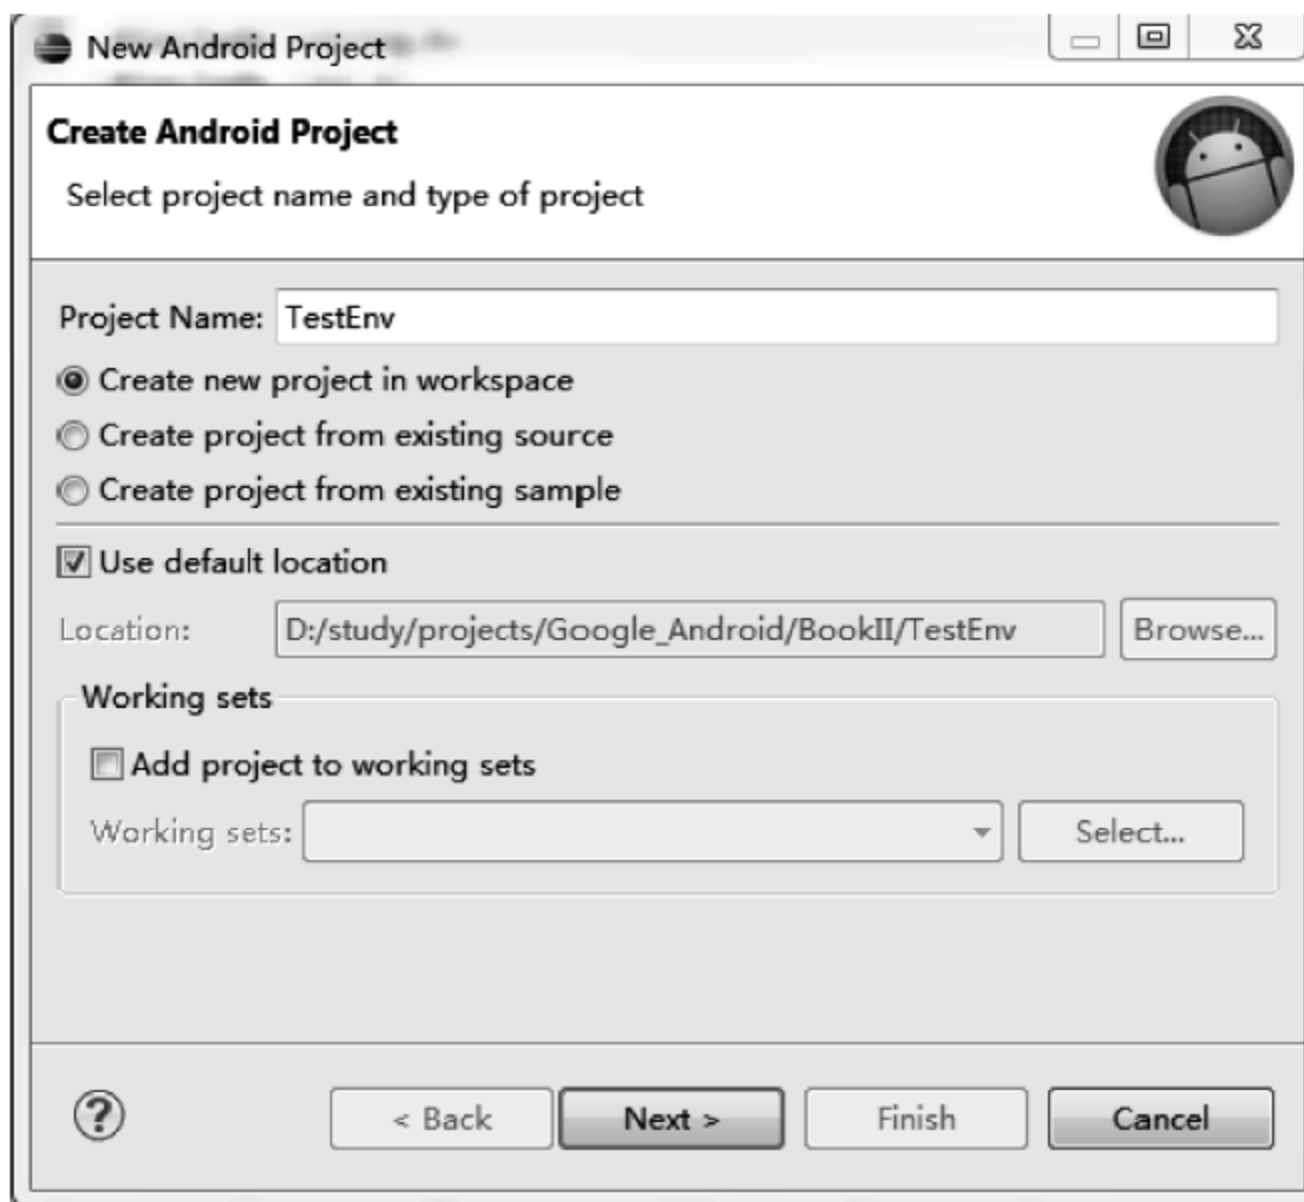 New Android Project
Create Android Project
Select project name and type of project
Project Name: TestEnv
Create new project in workspace
Create project from existing source
Create project from existing sample
Use default location
Location: D:/study/projects/Google_Android/BookII/TestEnv Browse...
Working sets
Add project to working sets
Working sets: Select...
? < Back Next > Finish Cancel